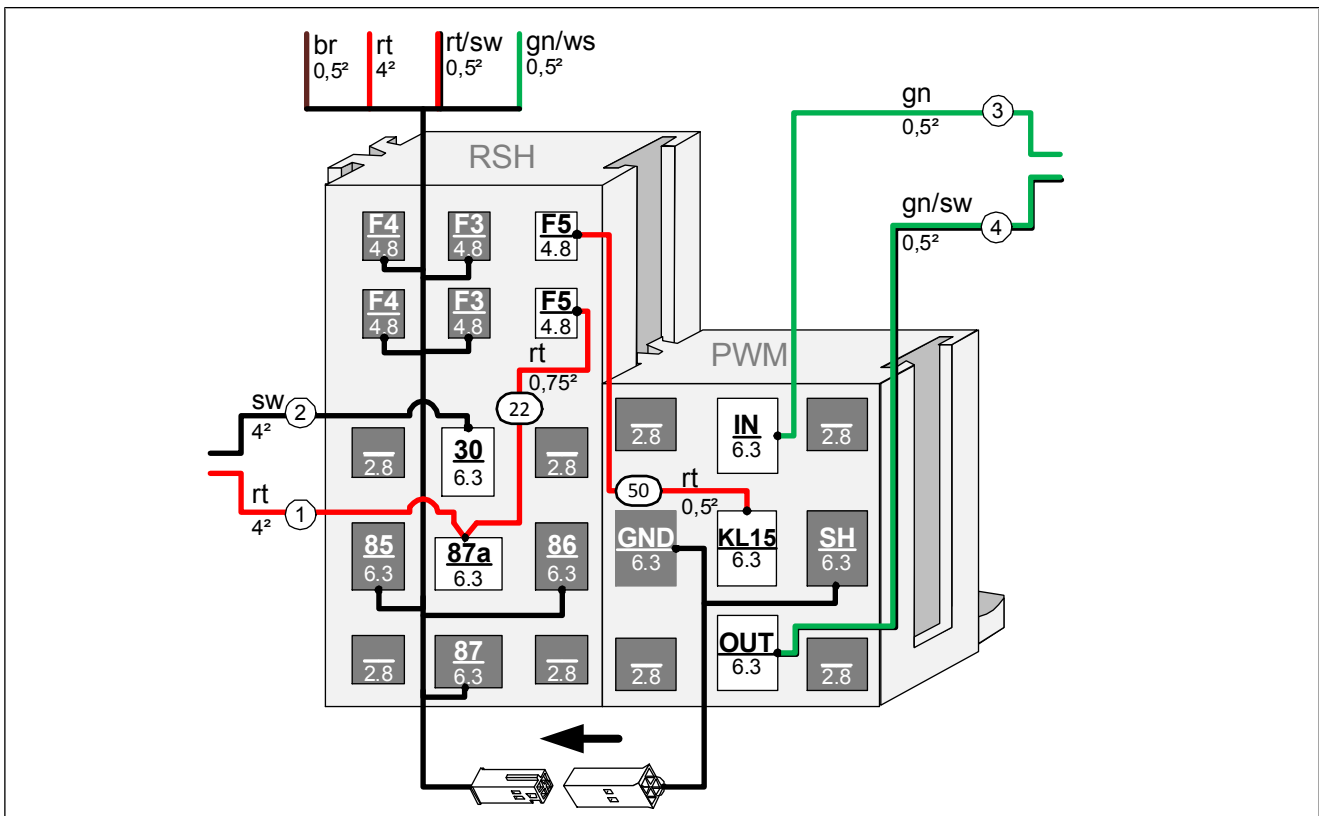 br rt rt/sw gn/ws
0,5² 4² 0,5² 0,5²
gn 3
0,5²
RSH
gn/sw 4
0,5²
F4 F3 F5
4.8 4.8 4.8
F4 F3 F5
4.8 4.8 4.8
PWM
rt
0,75²
sw 2 22
4²
IN
2.8 6.3 2.8
30
2.8 6.3 2.8
rt 1
4²
50 rt
0,5²
85 87a 86
6.3 6.3 6.3
GND KL15 SH
6.3 6.3 6.3
87
2.8 6.3 2.8
OUT
2.8 6.3 2.8